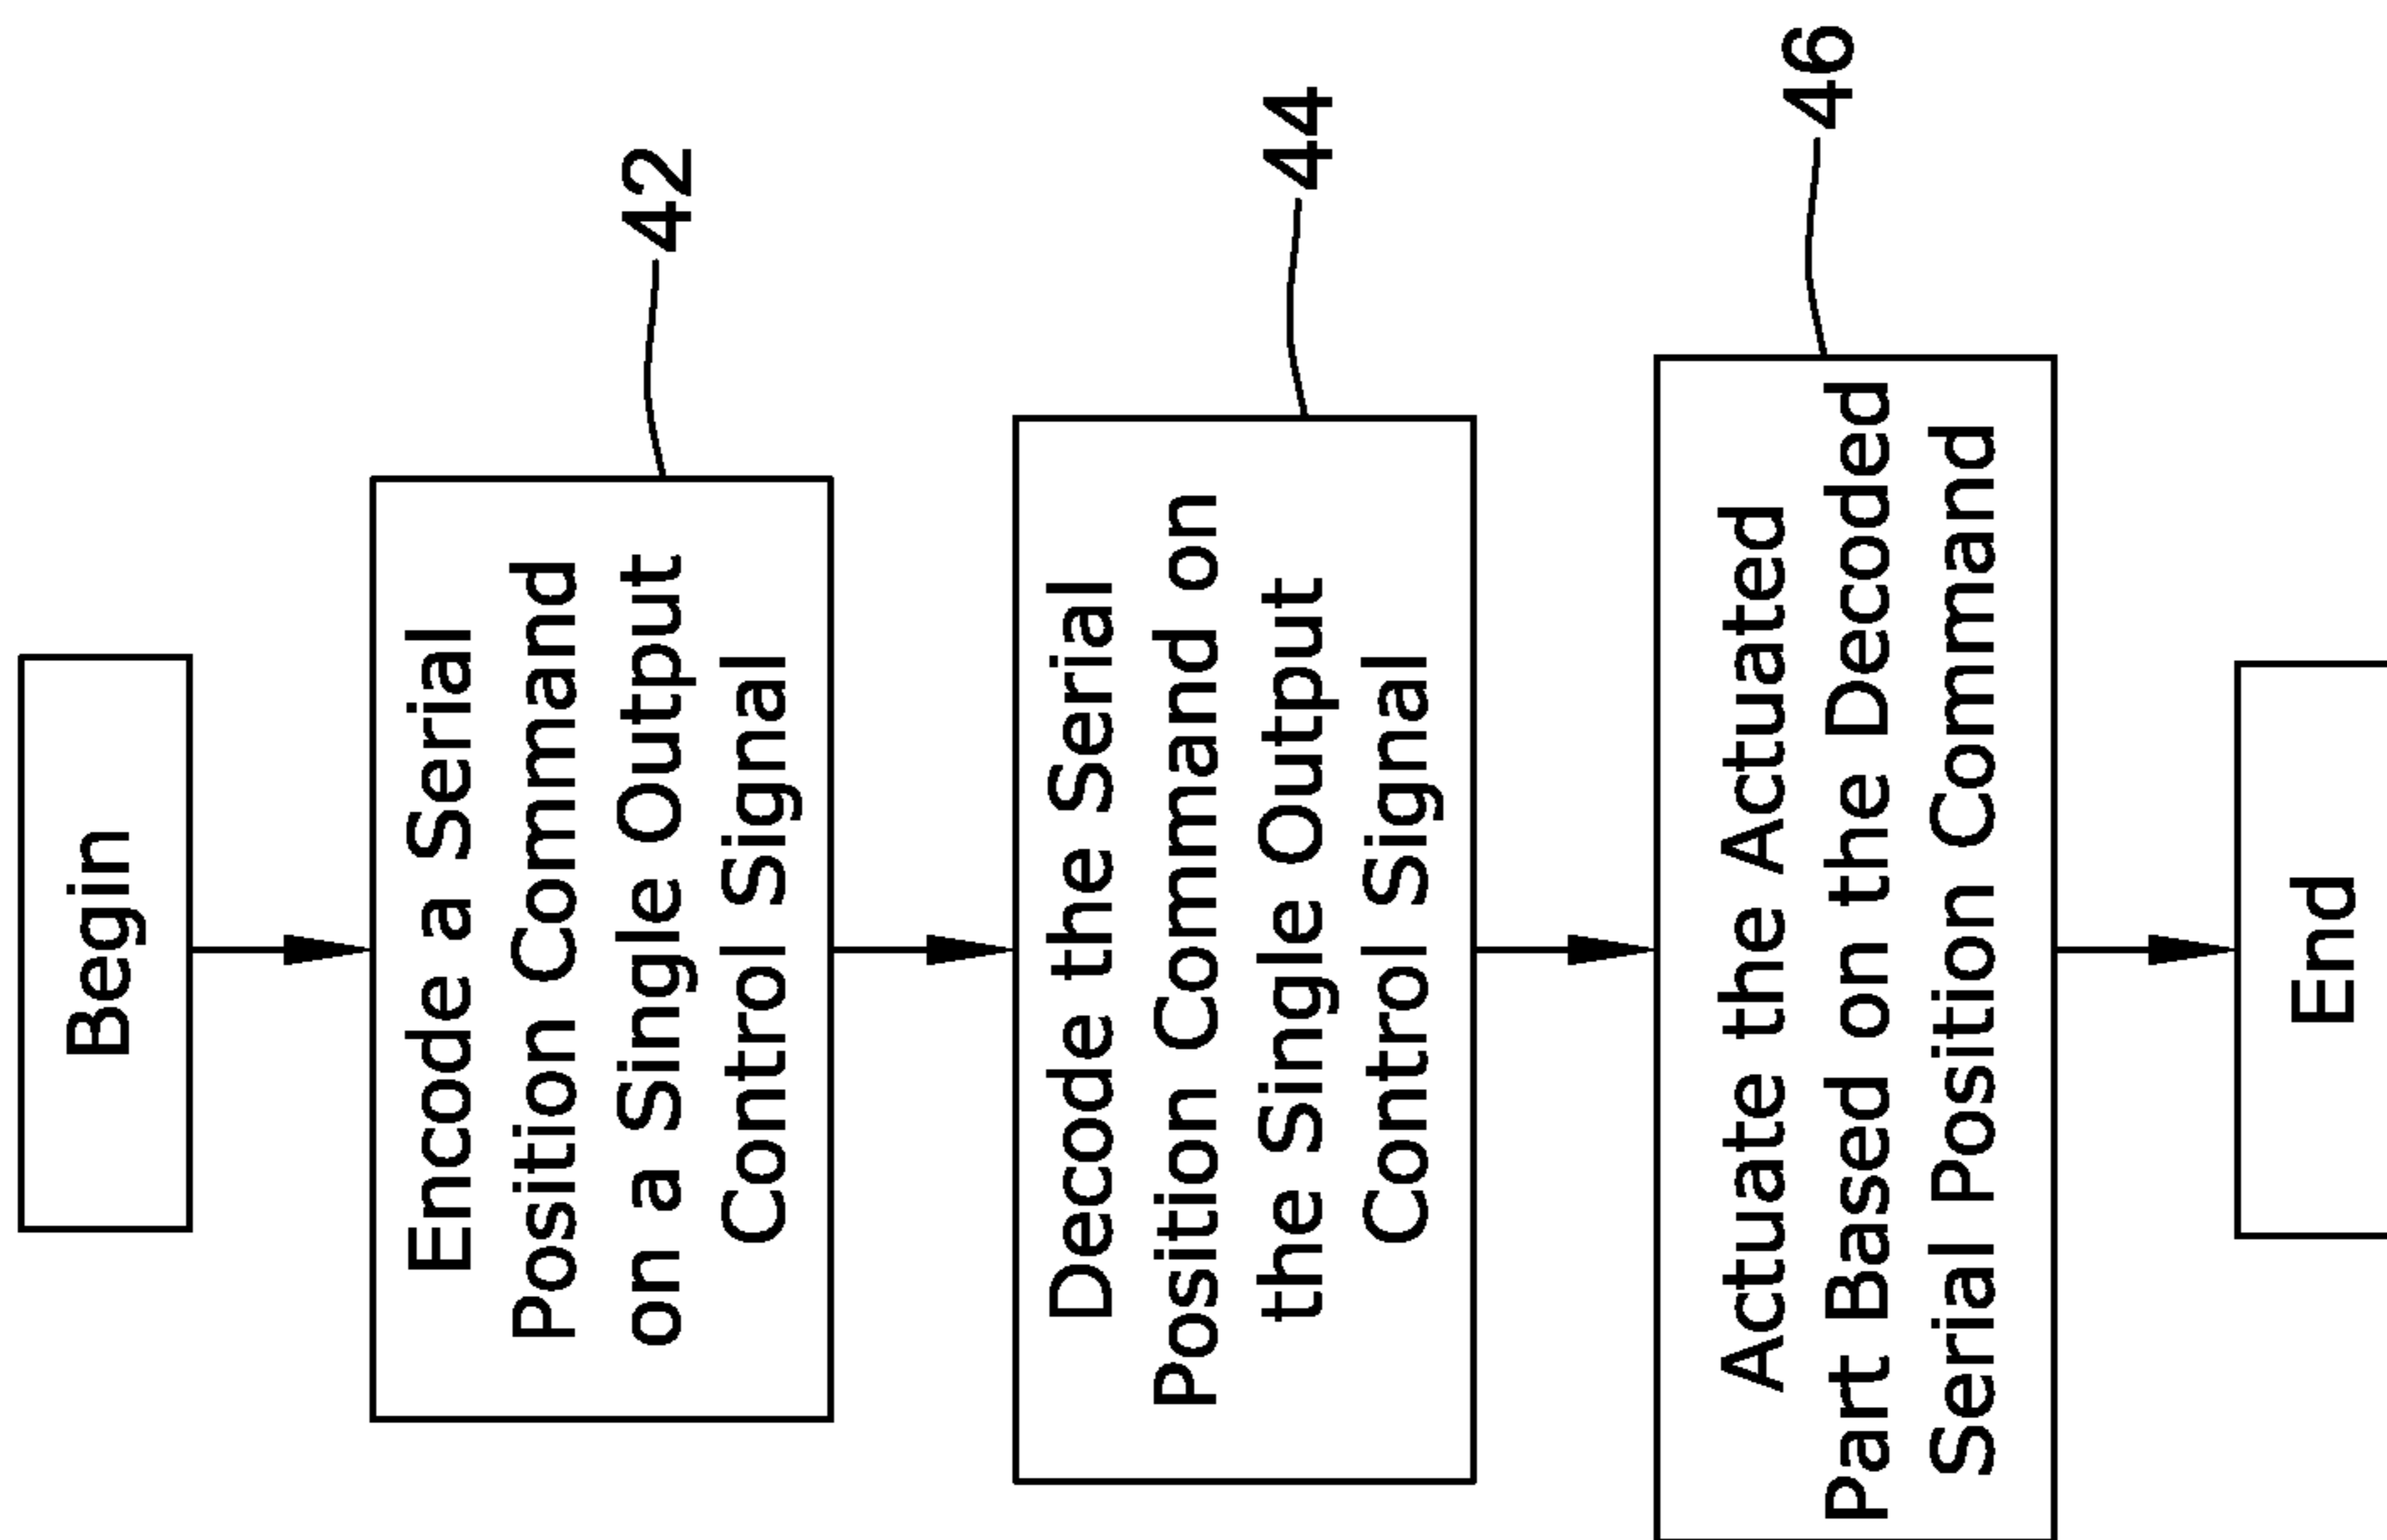 Begin
Encode a Serial
Position Command
on a Single Output
Control Signal
42
Decode the Serial
Position Command on
the Single Output
Control Signal
44
Actuate the Actuated
Part Based on the Decoded
Serial Position Command
46
End